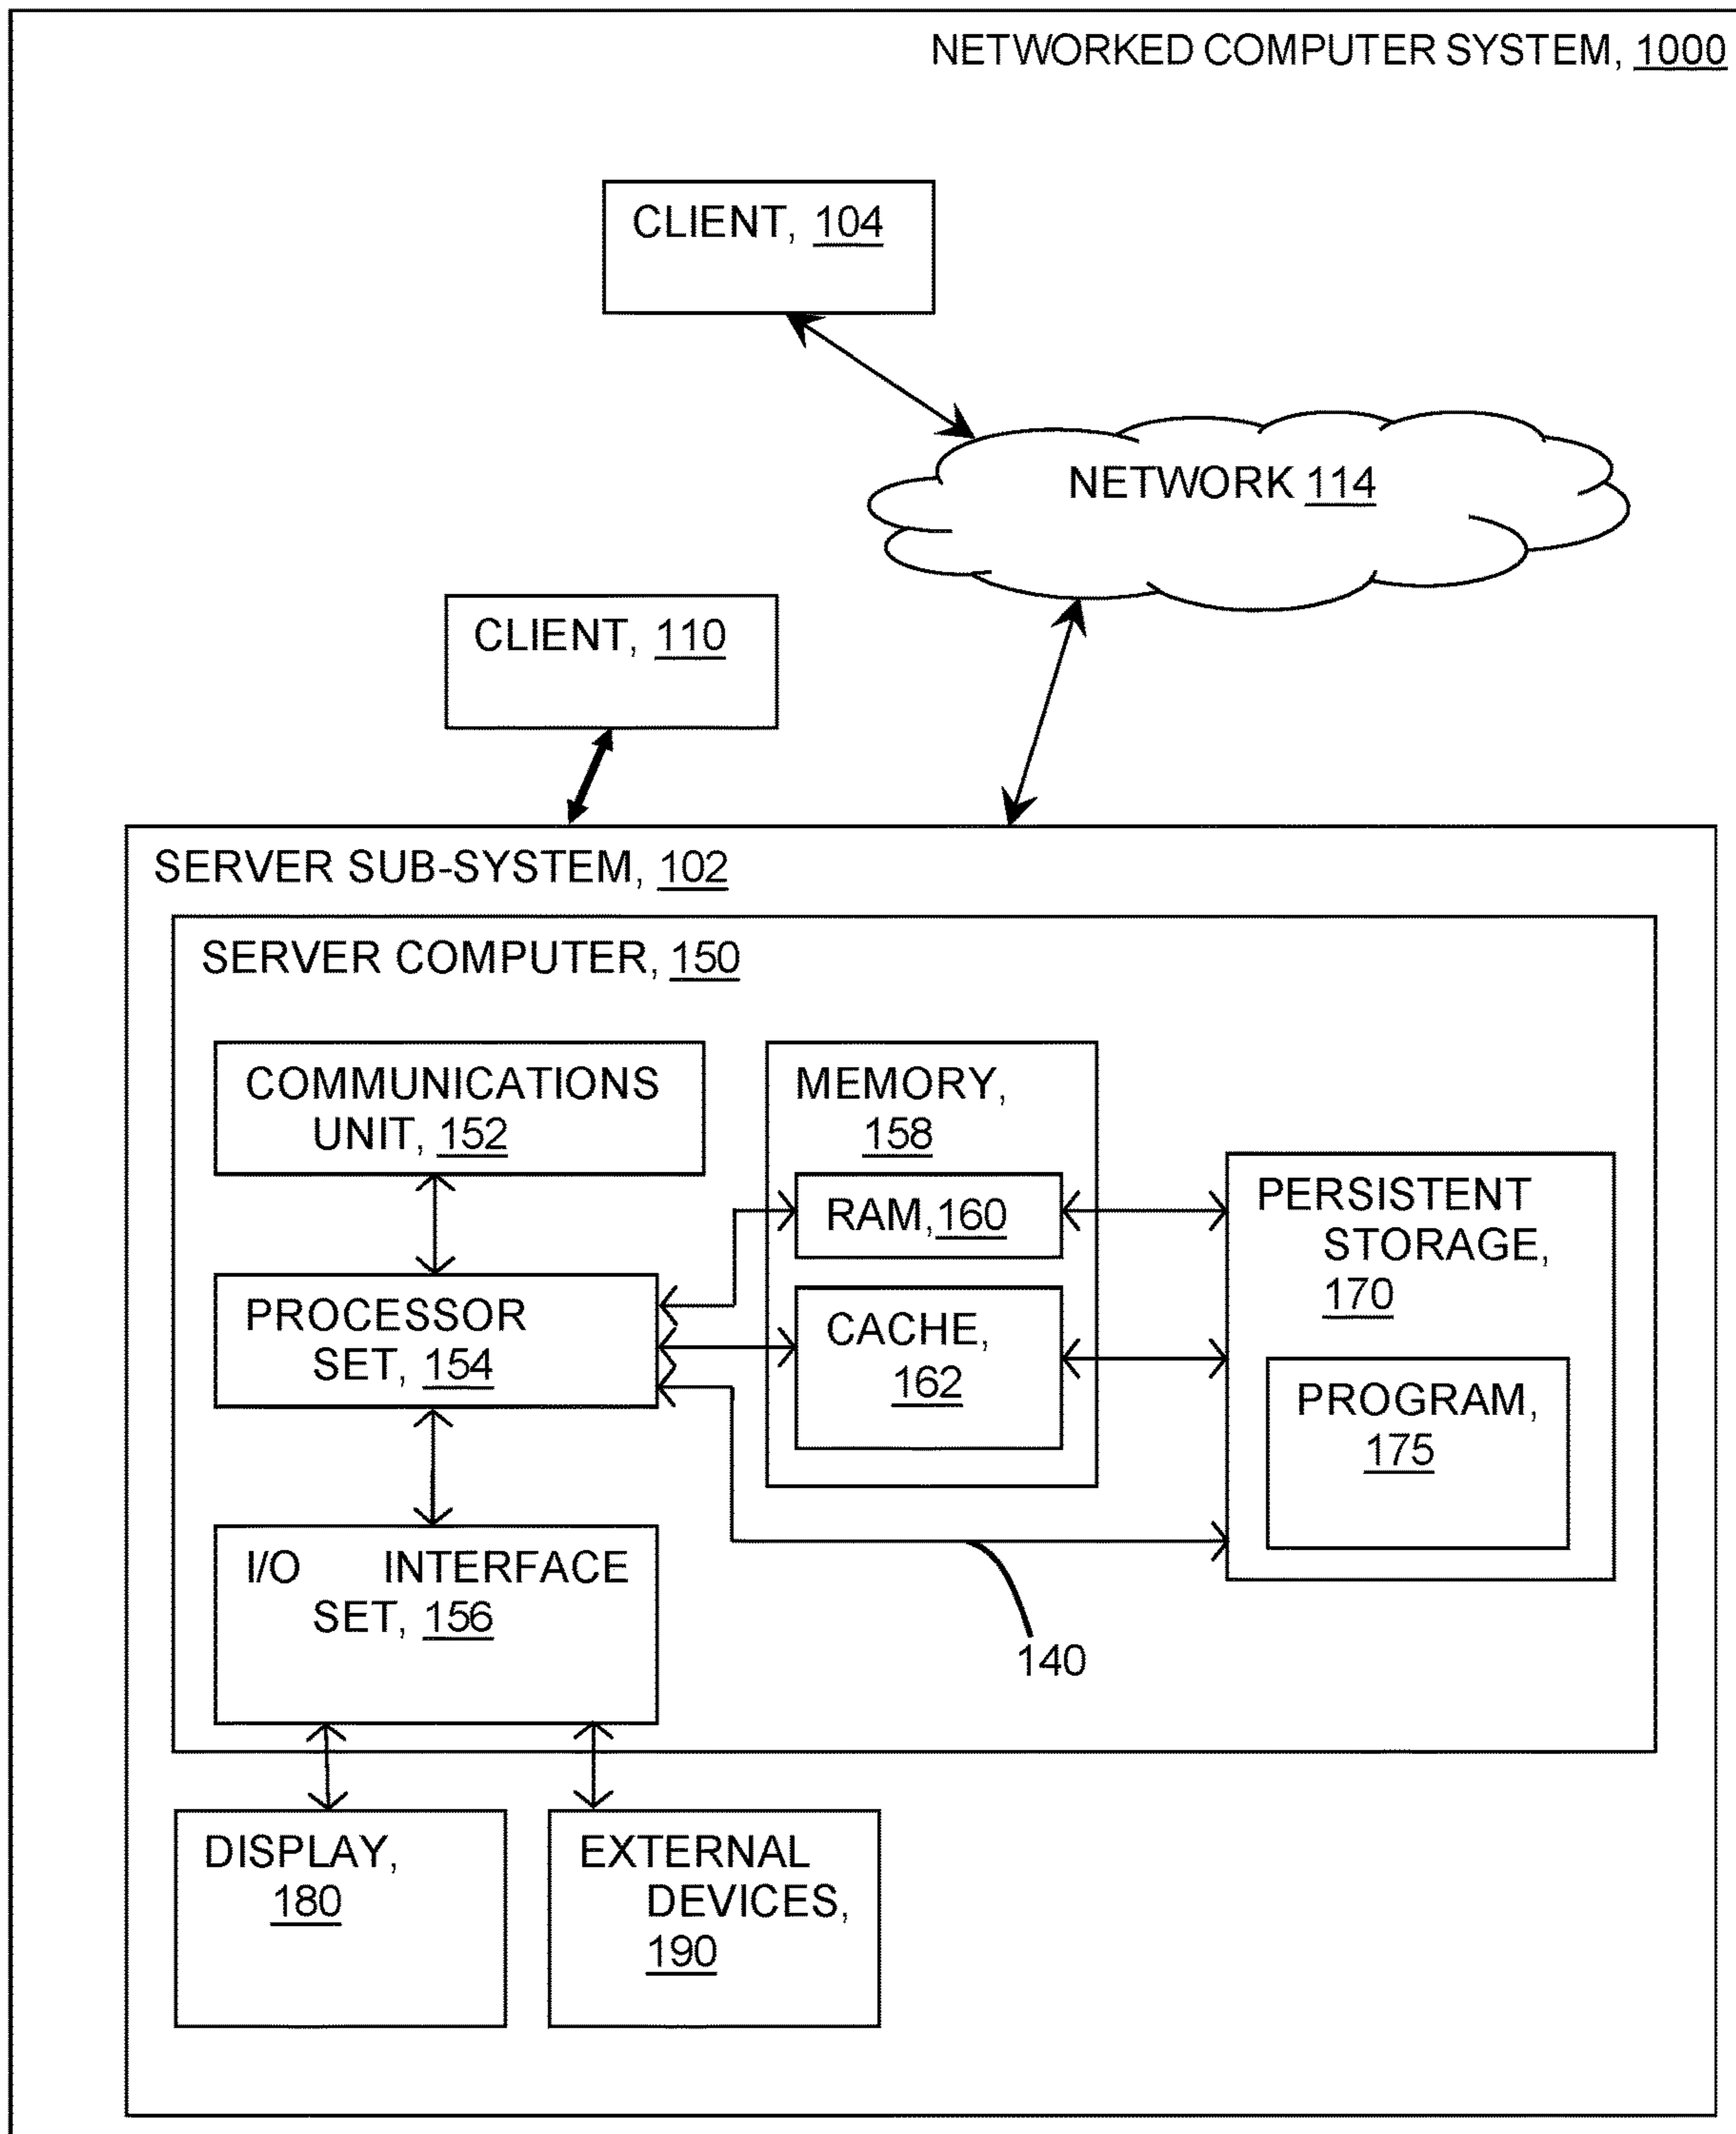 NETWORKED COMPUTER SYSTEM, 1000
CLIENT, 104
NETWORK 114
CLIENT, 110
SERVER SUB-SYSTEM, 102
SERVER COMPUTER, 150
COMMUNICATIONS
UNIT, 152
MEMORY,
158
RAM,160
PERSISTENT
STORAGE,
170
PROCESSOR
SET, 154
CACHE,
162
PROGRAM,
175
I/O INTERFACE
SET, 156
140
DISPLAY,
180
EXTERNAL
DEVICES,
190